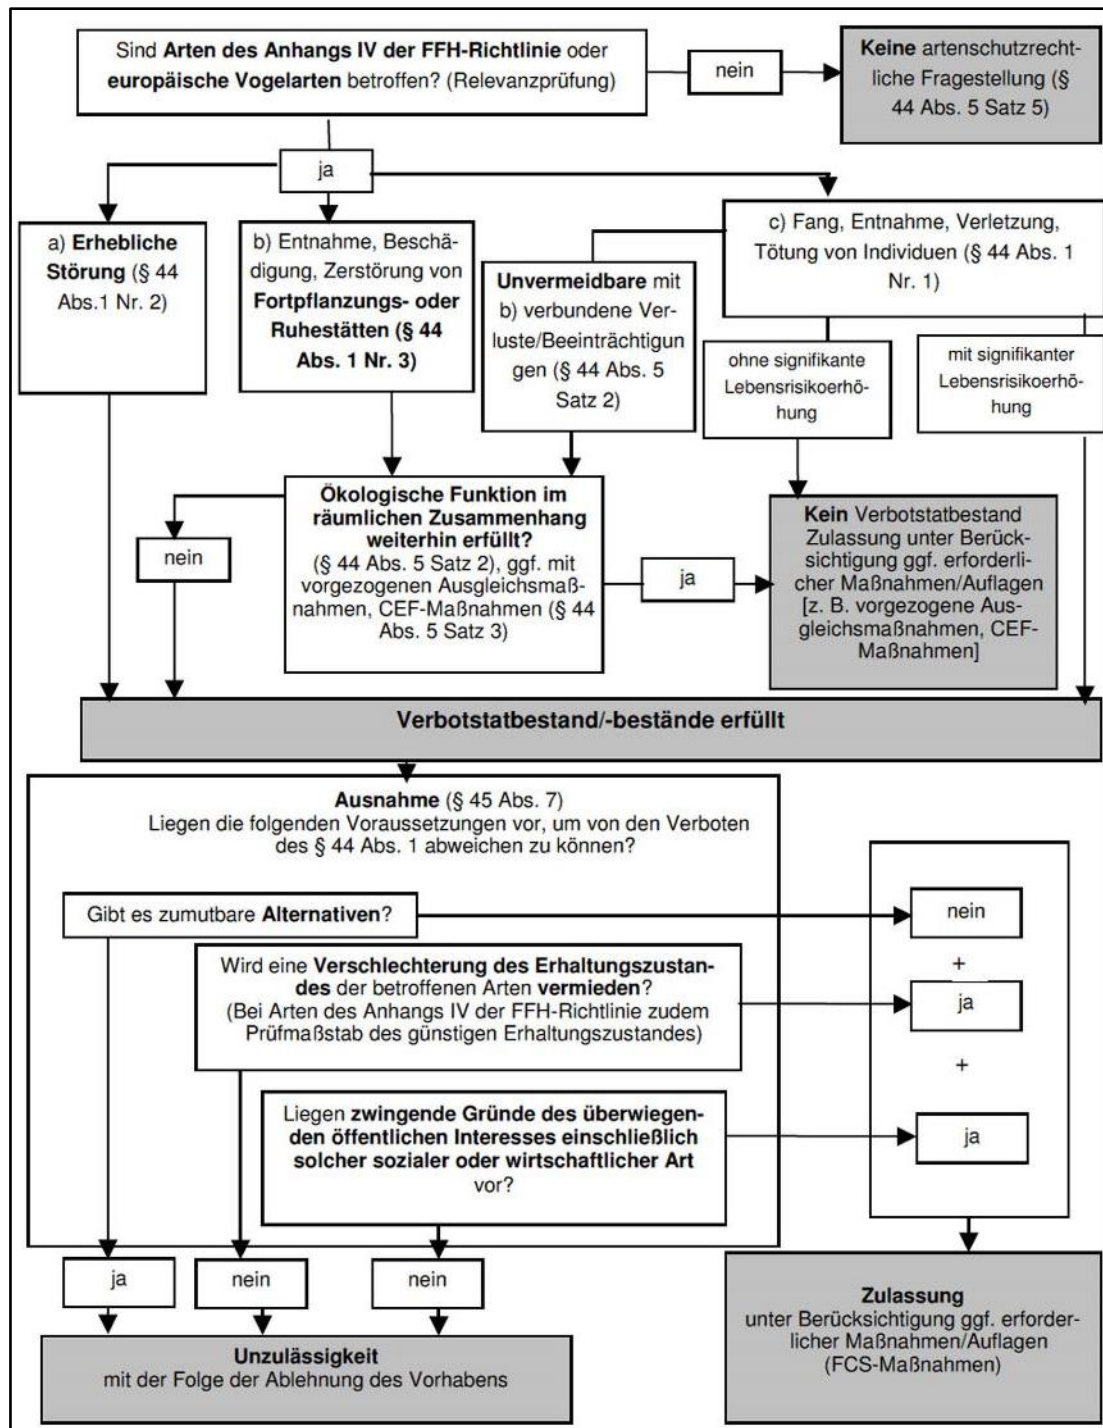 Sind Arten des Anhangs IV der FFH-Richtlinie oder
europäische Vogelarten betroffen? (Relevanzprüfung)
nein
Keine artenschutzrecht-
liche Fragestellung (§
44 Abs. 5 Satz 5)
ja
a) Erhebliche
Störung (§ 44
Abs.1 Nr. 2)
b) Entnahme, Beschä-
digung, Zerstörung von
Fortpflanzungs- oder
Ruhestätten (§ 44
Abs. 1 Nr. 3)
Unvermeidbare mit
b) verbundene Ver-
luste/Beeinträchtigun
gen (§ 44 Abs. 5
Satz 2)
c) Fang, Entnahme, Verletzung,
Tötung von Individuen (§ 44 Abs. 1
Nr. 1)
ohne signifikante
Lebensrisikoerhö-
hung
mit signifikanter
Lebensrisikoerhö-
hung
nein
Ökologische Funktion im
räumlichen Zusammenhang
weiterhin erfüllt?
(§ 44 Abs. 5 Satz 2), ggf. mit
vorgezogenen Ausgleichsmaß-
nahmen, CEF-Maßnahmen (§ 44
Abs. 5 Satz 3)
ja
Kein Verbotstatbestand
Zulassung unter Berück-
sichtigung ggf. erforderli-
cher Maßnahmen/Auflagen
[z. B. vorgezogene Aus-
gleichsmaßnahmen, CEF-
Maßnahmen]
Verbotstatbestand/-bestände erfüllt
Ausnahme (§ 45 Abs. 7)
Liegen die folgenden Voraussetzungen vor, um von den Verboten
des § 44 Abs. 1 abweichen zu können?
Gibt es zumutbare Alternativen?
nein
+
Wird eine Verschlechterung des Erhaltungszustan-
des der betroffenen Arten vermieden?
(Bei Arten des Anhangs IV der FFH-Richtlinie zudem
Prüfmaßstab des günstigen Erhaltungszustandes)
ja
+
Liegen zwingende Gründe des überwiegen-
den öffentlichen Interesses einschließlich
solcher sozialer oder wirtschaftlicher Art
vor?
ja
ja
nein
nein
Unzulässigkeit
mit der Folge der Ablehnung des Vorhabens
Zulassung
unter Berücksichtigung ggf. erforder-
licher Maßnahmen/Auflagen
(FCS-Maßnahmen)